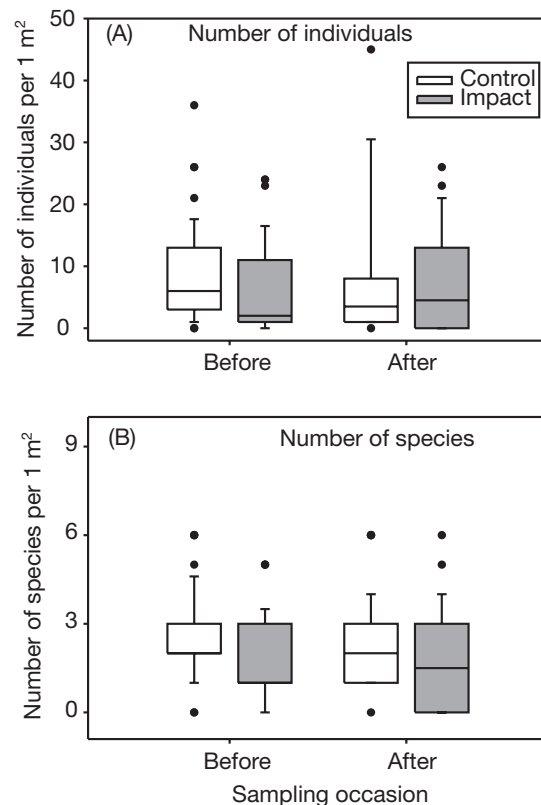 (A) Number of individuals
Number of individuals per 1 m²
50
40
30
20
10
0
Control
Impact
Before After
(B) Number of species
Number of species per 1 m²
9
6
3
0
Before After
Sampling occasion